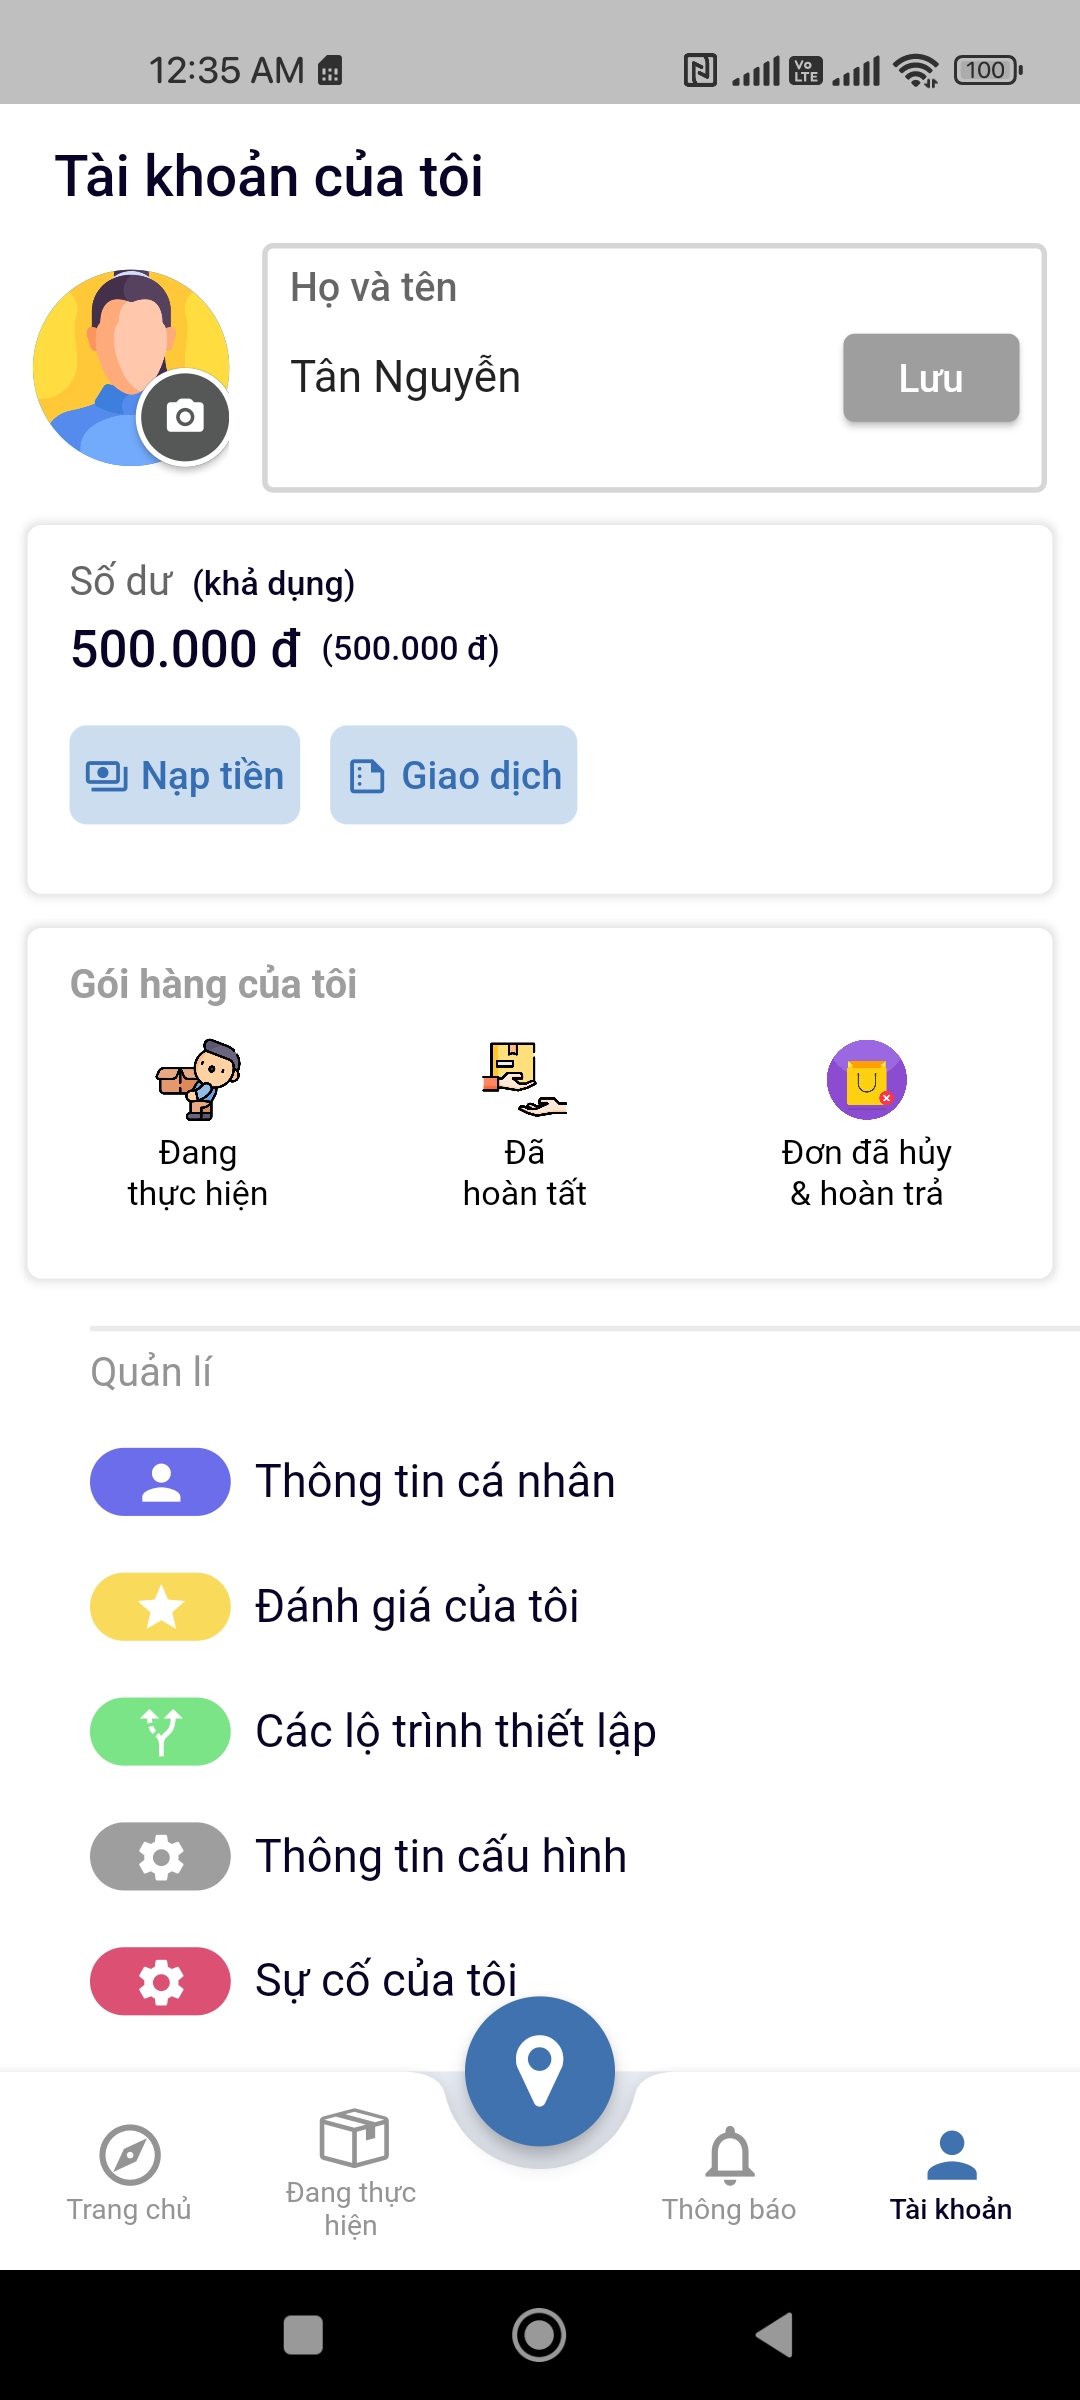 12:35 AM
Vo LTE
100
Tài khoản của tôi
Họ và tên
Tân Nguyễn
Lưu
Số dư (khả dụng)
500.000 đ (500.000 đ)
Nạp tiền
Giao dịch
Gói hàng của tôi
Đang
thực hiện
Đã
hoàn tất
Đơn đã hủy
& hoàn trả
Quản lí
Thông tin cá nhân
Đánh giá của tôi
Các lộ trình thiết lập
Thông tin cấu hình
Sự cố của tôi
Trang chủ
Đang thực
hiện
Thông báo
Tài khoản